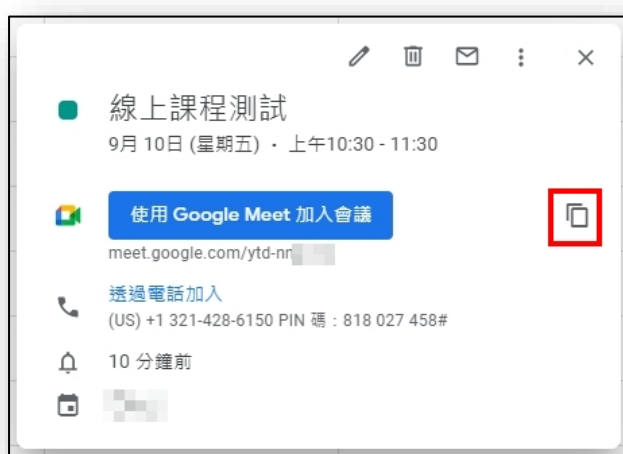 線上課程測試
9月 10日 (星期五) · 上午10:30 - 11:30
使用 Google Meet 加入會議
meet.google.com/ytd-nr
透過電話加入
(US) +1 321-428-6150 PIN 碼：818 027 458#
10 分鐘前